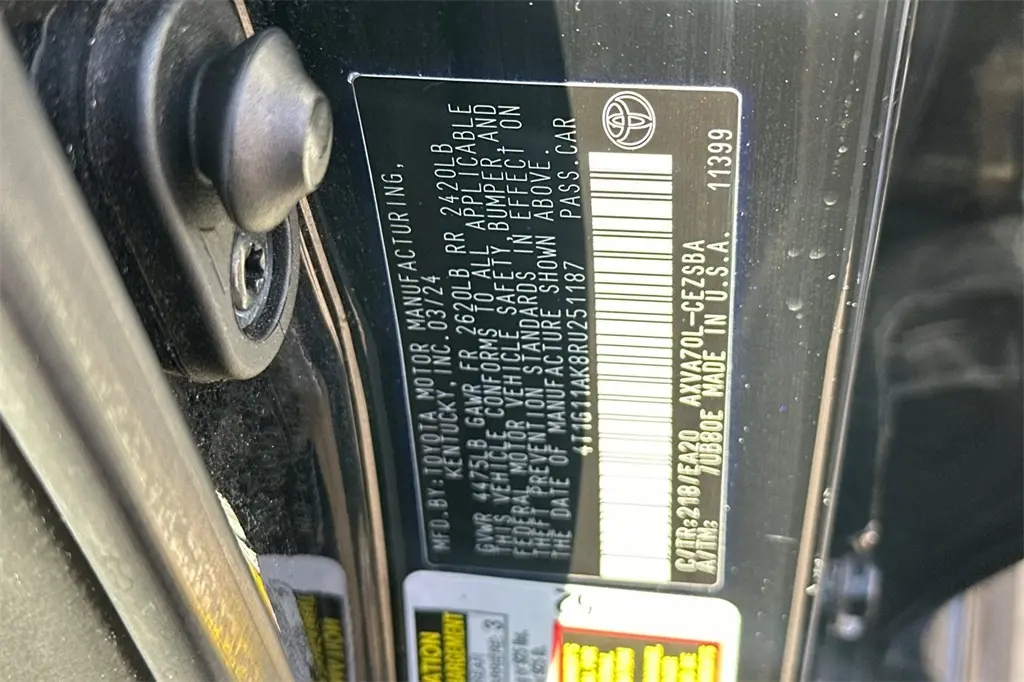 MFD. BY: TOYOTA MOTOR MANUFACTURING,
KENTUCKY, INC. 03/24
GVWR 4475LB GAWR FR 2620LB RR 2420LB
THIS VEHICLE CONFORMS TO ALL APPLICABLE
FEDERAL MOTOR VEHICLE SAFETY, BUMPER, AND
THEFT PREVENTION STANDARDS IN EFFECT ON
THE DATE OF MANUFACTURE SHOWN ABOVE.
4T1G11AK8RU251187 PASS. CAR
C/TR: 218/EA20 AXVA70L-CEZSBA
A/TM: /UB80E MADE IN U.S.A. 11399
3